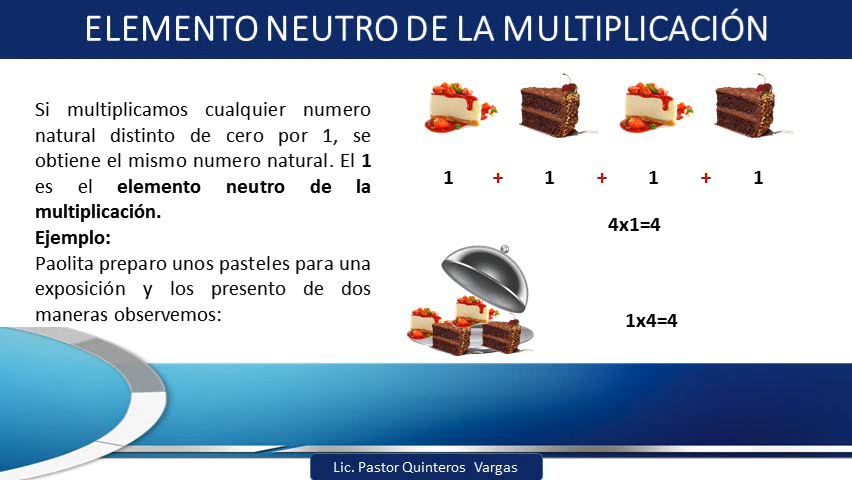 ELEMENTO NEUTRO DE LA MULTIPLICACIÓN
Si multiplicamos cualquier numero
natural distinto de cero por 1, se
obtiene el mismo numero natural. El 1
es el elemento neutro de la
multiplicación.
Ejemplo:
Paolita preparo unos pasteles para una
exposición y los presento de dos
maneras observemos:
1 + 1 + 1 + 1
4x1=4
1x4=4
Lic. Pastor Quinteros Vargas